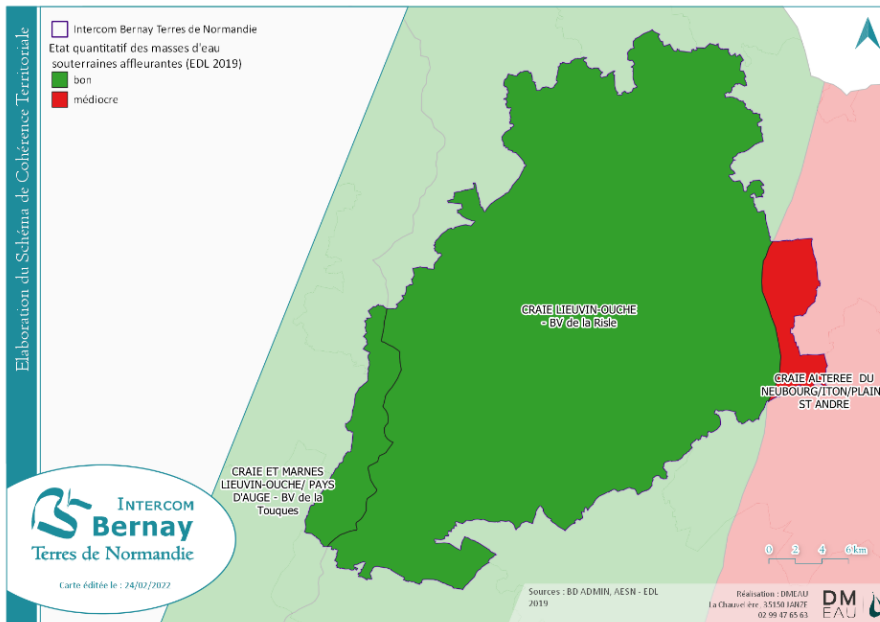 Elaboration du Schéma de Cohérence Territoriale
Intercom Bernay Terres de Normandie
Etat quantitatif des masses d'eau
souterraines affleurantes (EDL 2019)
bon
médiocre
CRAIE LIEUVIN-OUCHE
- BV de la Risle
CRAIE ALTEREE DU
NEUBOURG/ITON/PLAIN
ST ANDRE
CRAIE ET MARNES
LIEUVIN-OUCHE/ PAYS
D'AUGE - BV de la
Touques
INTERCOM
Bernay
Terres de Normandie
Carte éditée le : 24/02/2022
0 2 4 6 km
Sources : BD ADMIN, AESN - EDL
2019
Réalisation : DMEAU
La Chauvelière, 35150 JANZE
02 99 47 65 63
DM
EAU